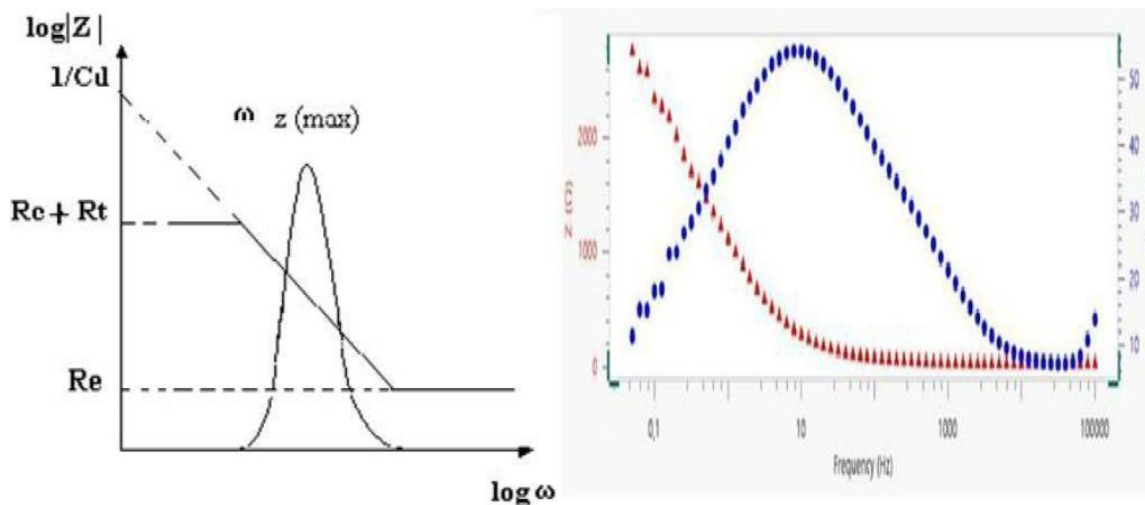 log|Z|
1/Cd
ω z (max)
Rc + Rt
Re
log ω
Z (Ω)
2000
1000
0
50
40
30
20
10
0,1
10
1000
100000
Frequency (Hz)